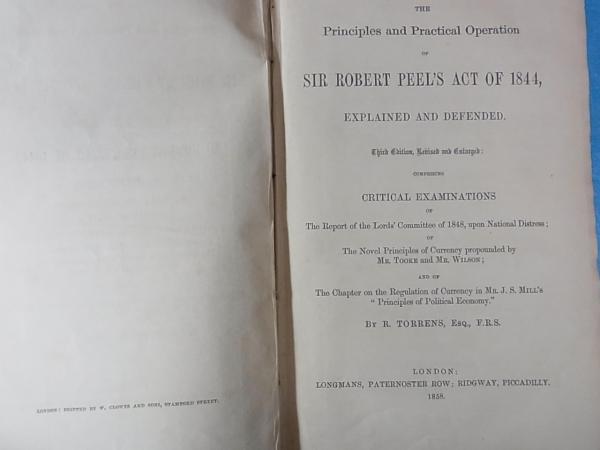 LONDON: PRINTED BY W. CLOWES AND SONS, STAMFORD STREET.
THE
Principles and Practical Operation
OF
SIR ROBERT PEEL'S ACT OF 1844,
EXPLAINED AND DEFENDED.
Third Edition, Revised and Enlarged:
COMPRISING
CRITICAL EXAMINATIONS
OF
The Report of the Lords' Committee of 1848, upon National Distress;
OF
The Novel Principles of Currency propounded by
MR. TOOKE and MR. WILSON;
AND OF
The Chapter on the Regulation of Currency in MR. J. S. MILL'S
"Principles of Political Economy."
BY R. TORRENS, ESQ., F.R.S.
LONDON:
LONGMANS, PATERNOSTER ROW; RIDGWAY, PICCADILLY.
1858.